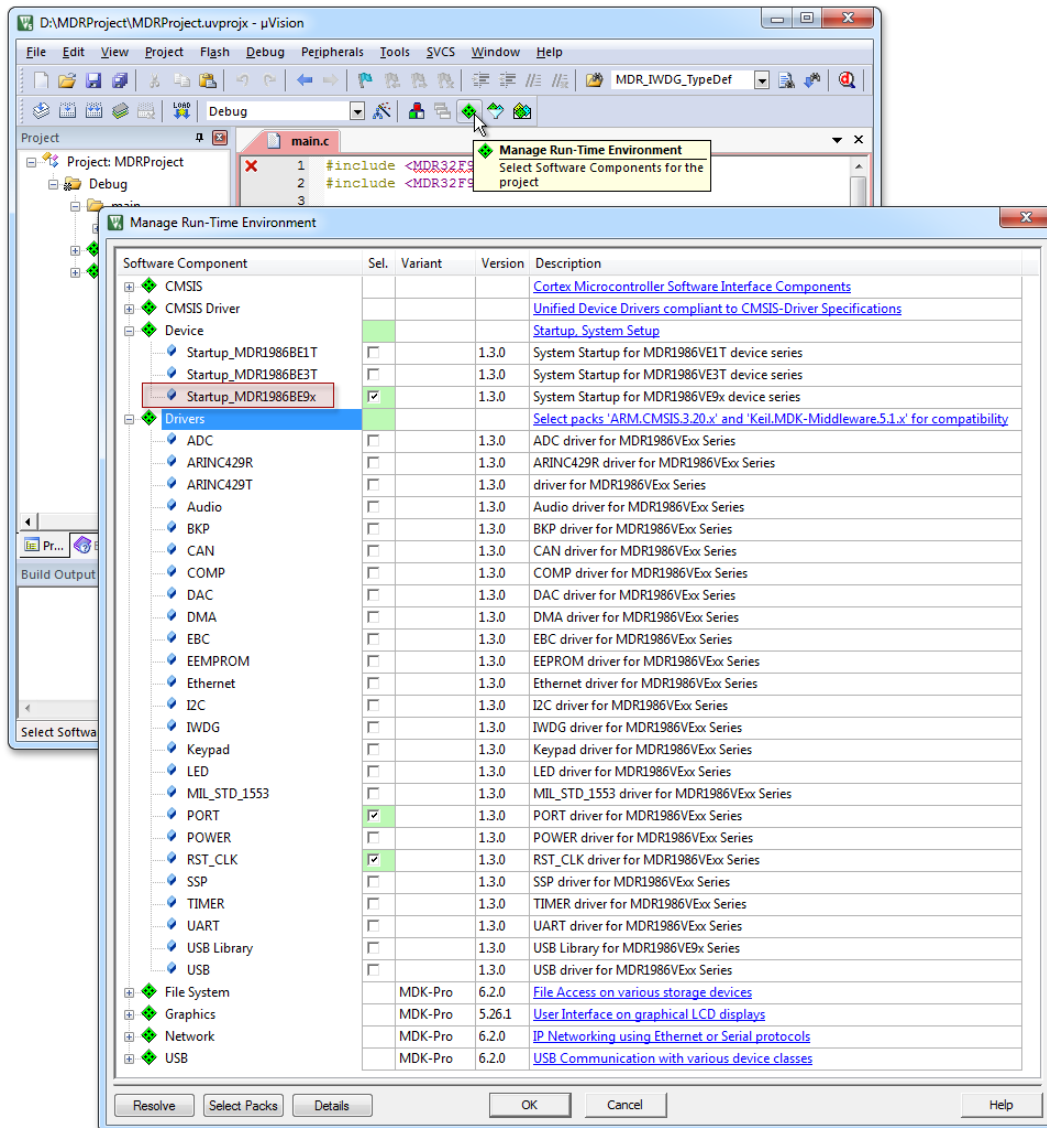 D:\MDRProject\MDRProject.uvprojx - µVision
File Edit View Project Flash Debug Peripherals Tools SVCS Window Help
MDR_IWDG_TypeDef
LOAD Debug
Project
main.c
Project: MDRProject
Debug
main
1 #include <MDR32F9
2 #include <MDR32F9
3
Manage Run-Time Environment
Select Software Components for the
project
Pr...
Build Output
Select Softwa
Manage Run-Time Environment
Software Component Sel. Variant Version Description
CMSIS Cortex Microcontroller Software Interface Components
CMSIS Driver Unified Device Drivers compliant to CMSIS-Driver Specifications
Device Startup, System Setup
Startup_MDR1986BE1T 1.3.0 System Startup for MDR1986VE1T device series
Startup_MDR1986BE3T 1.3.0 System Startup for MDR1986VE3T device series
Startup_MDR1986BE9x 1.3.0 System Startup for MDR1986VE9x device series
Drivers Select packs 'ARM.CMSIS.3.20.x' and 'Keil.MDK-Middleware.5.1.x' for compatibility
ADC 1.3.0 ADC driver for MDR1986VExx Series
ARINC429R 1.3.0 ARINC429R driver for MDR1986VExx Series
ARINC429T 1.3.0 driver for MDR1986VExx Series
Audio 1.3.0 Audio driver for MDR1986VExx Series
BKP 1.3.0 BKP driver for MDR1986VExx Series
CAN 1.3.0 CAN driver for MDR1986VExx Series
COMP 1.3.0 COMP driver for MDR1986VExx Series
DAC 1.3.0 DAC driver for MDR1986VExx Series
DMA 1.3.0 DMA driver for MDR1986VExx Series
EBC 1.3.0 EBC driver for MDR1986VExx Series
EEMPROM 1.3.0 EEPROM driver for MDR1986VExx Series
Ethernet 1.3.0 Ethernet driver for MDR1986VExx Series
I2C 1.3.0 I2C driver for MDR1986VExx Series
IWDG 1.3.0 IWDG driver for MDR1986VExx Series
Keypad 1.3.0 Keypad driver for MDR1986VExx Series
LED 1.3.0 LED driver for MDR1986VExx Series
MIL_STD_1553 1.3.0 MIL_STD_1553 driver for MDR1986VExx Series
PORT 1.3.0 PORT driver for MDR1986VExx Series
POWER 1.3.0 POWER driver for MDR1986VExx Series
RST_CLK 1.3.0 RST_CLK driver for MDR1986VExx Series
SSP 1.3.0 SSP driver for MDR1986VExx Series
TIMER 1.3.0 TIMER driver for MDR1986VExx Series
UART 1.3.0 UART driver for MDR1986VExx Series
USB Library 1.3.0 USB Library for MDR1986VE9x Series
USB 1.3.0 USB driver for MDR1986VExx Series
File System MDK-Pro 6.2.0 File Access on various storage devices
Graphics MDK-Pro 5.26.1 User Interface on graphical LCD displays
Network MDK-Pro 6.2.0 IP Networking using Ethernet or Serial protocols
USB MDK-Pro 6.2.0 USB Communication with various device classes
Resolve Select Packs Details OK Cancel Help